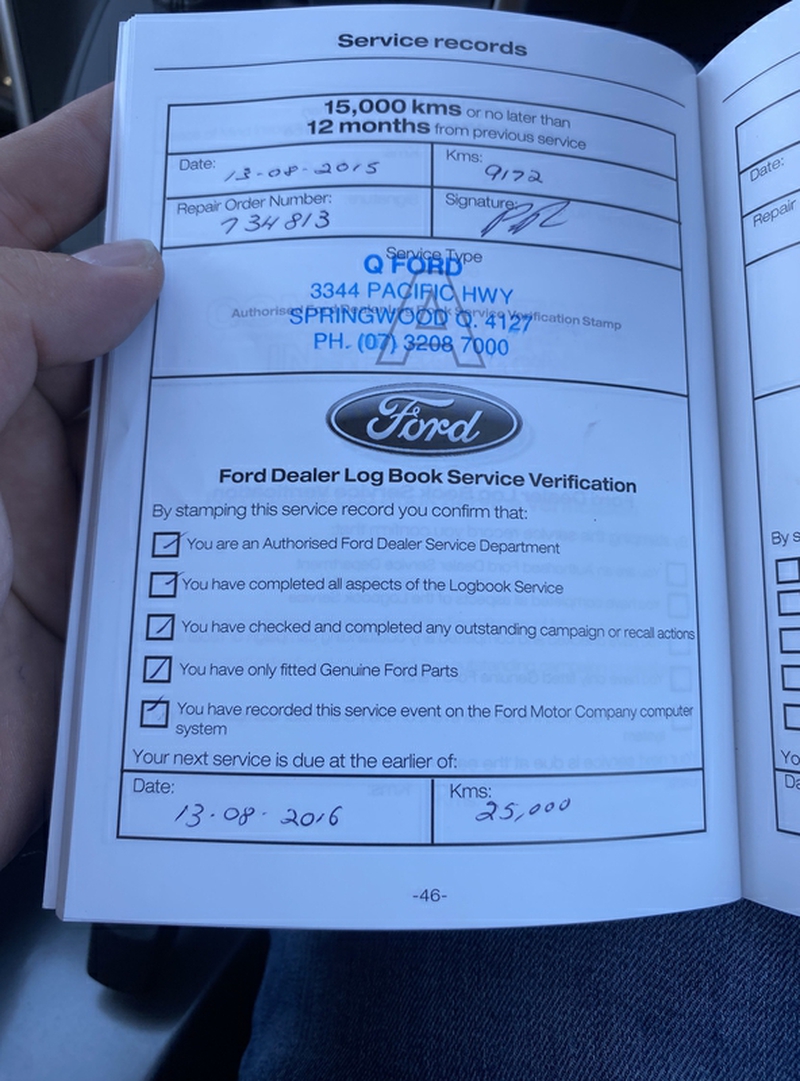 Service records
15,000 kms or no later than
12 months from previous service
Date: 13-08-2015
Kms: 9172
Repair Order Number: 734813
Signature:
Service Type
A
Q FORD
3344 PACIFIC HWY
Authorised Ford Dealer Log Book Service Verification Stamp
SPRINGWOOD Q. 4127
PH. (07) 3208 7000
Ford
Ford Dealer Log Book Service Verification
By stamping this service record you confirm that:
You are an Authorised Ford Dealer Service Department
You have completed all aspects of the Logbook Service
You have checked and completed any outstanding campaign or recall actions
You have only fitted Genuine Ford Parts
You have recorded this service event on the Ford Motor Company computer
system
Your next service is due at the earlier of:
Date: 13-08-2016
Kms: 25,000
-46-
Date:
Repair
By s
Yo
Da